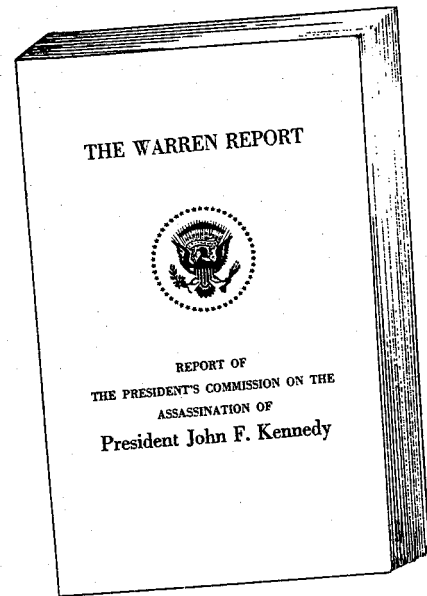 THE WARREN REPORT
REPORT OF
THE PRESIDENT'S COMMISSION ON THE
ASSASSINATION OF
President John F. Kennedy